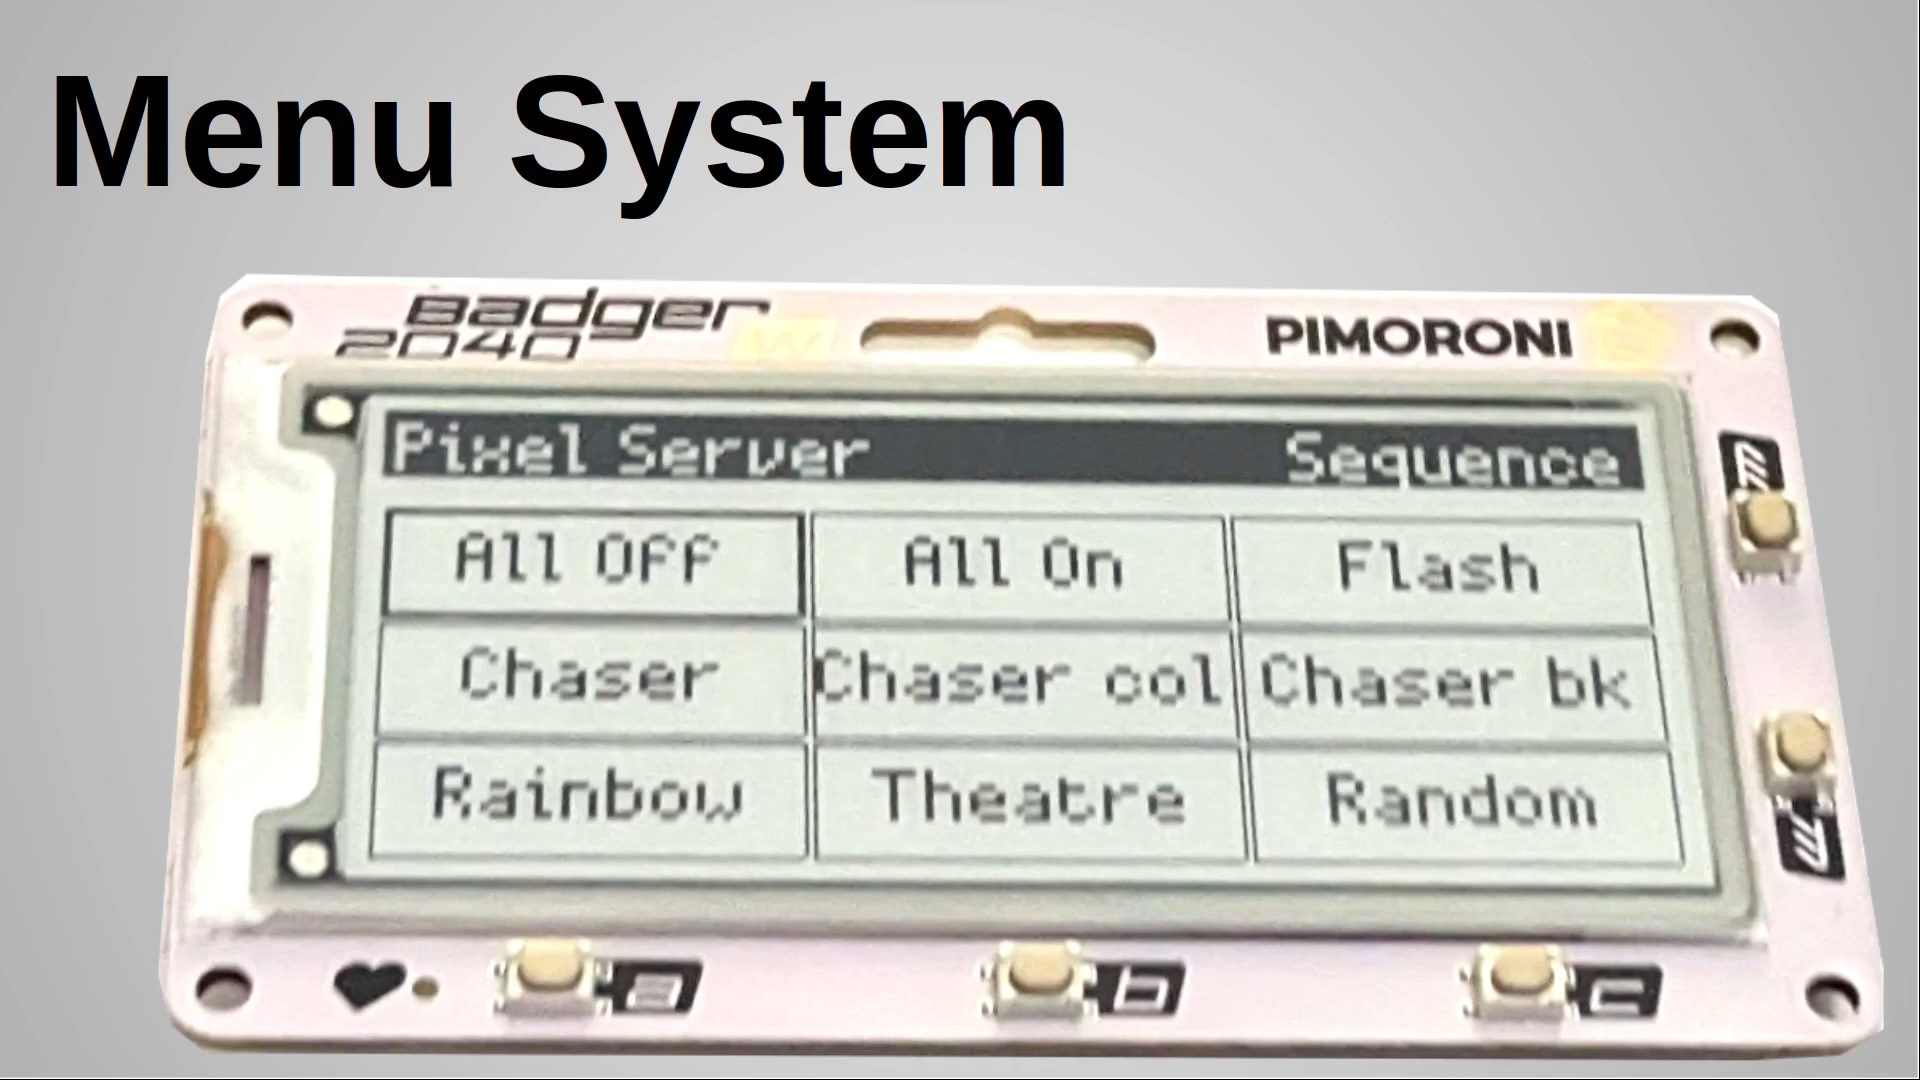 Menu System
Badger
2040 W
PIMORONI
Pixel Server Sequence
All Off All On Flash
Chaser Chaser col Chaser bk
Rainbow Theatre Random
a b c